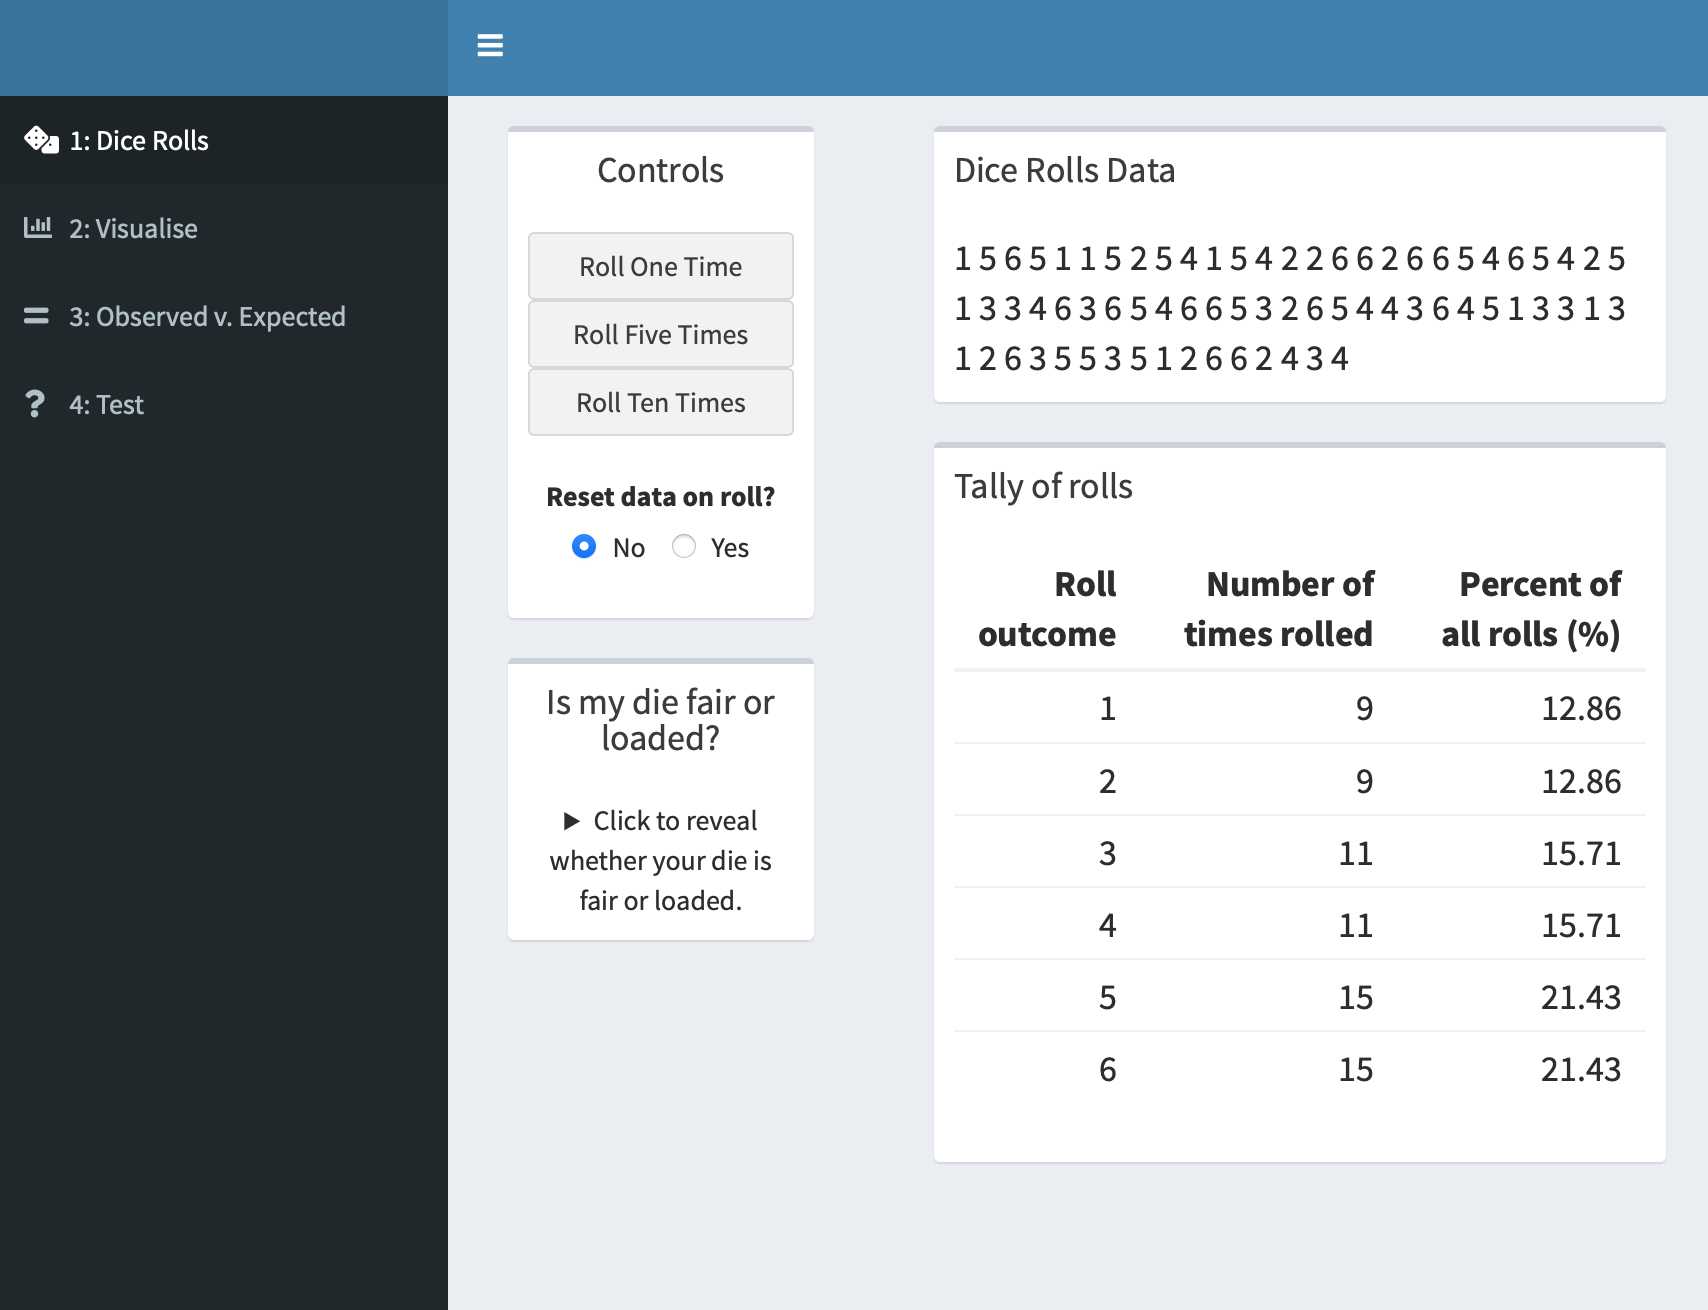 1: Dice Rolls
2: Visualise
3: Observed v. Expected
4: Test
Controls
Roll One Time
Roll Five Times
Roll Ten Times
Reset data on roll?
No Yes
Is my die fair or
loaded?
Click to reveal
whether your die is
fair or loaded.
Dice Rolls Data
1 5 6 5 1 1 5 2 5 4 1 5 4 2 2 6 6 2 6 6 5 4 6 5 4 2 5
1 3 3 4 6 3 6 5 4 6 6 5 3 2 6 5 4 4 3 6 4 5 1 3 3 1 3
1 2 6 3 5 5 3 5 1 2 6 6 2 4 3 4
Tally of rolls
Roll Number of Percent of
outcome times rolled all rolls (%)
1 9 12.86
2 9 12.86
3 11 15.71
4 11 15.71
5 15 21.43
6 15 21.43